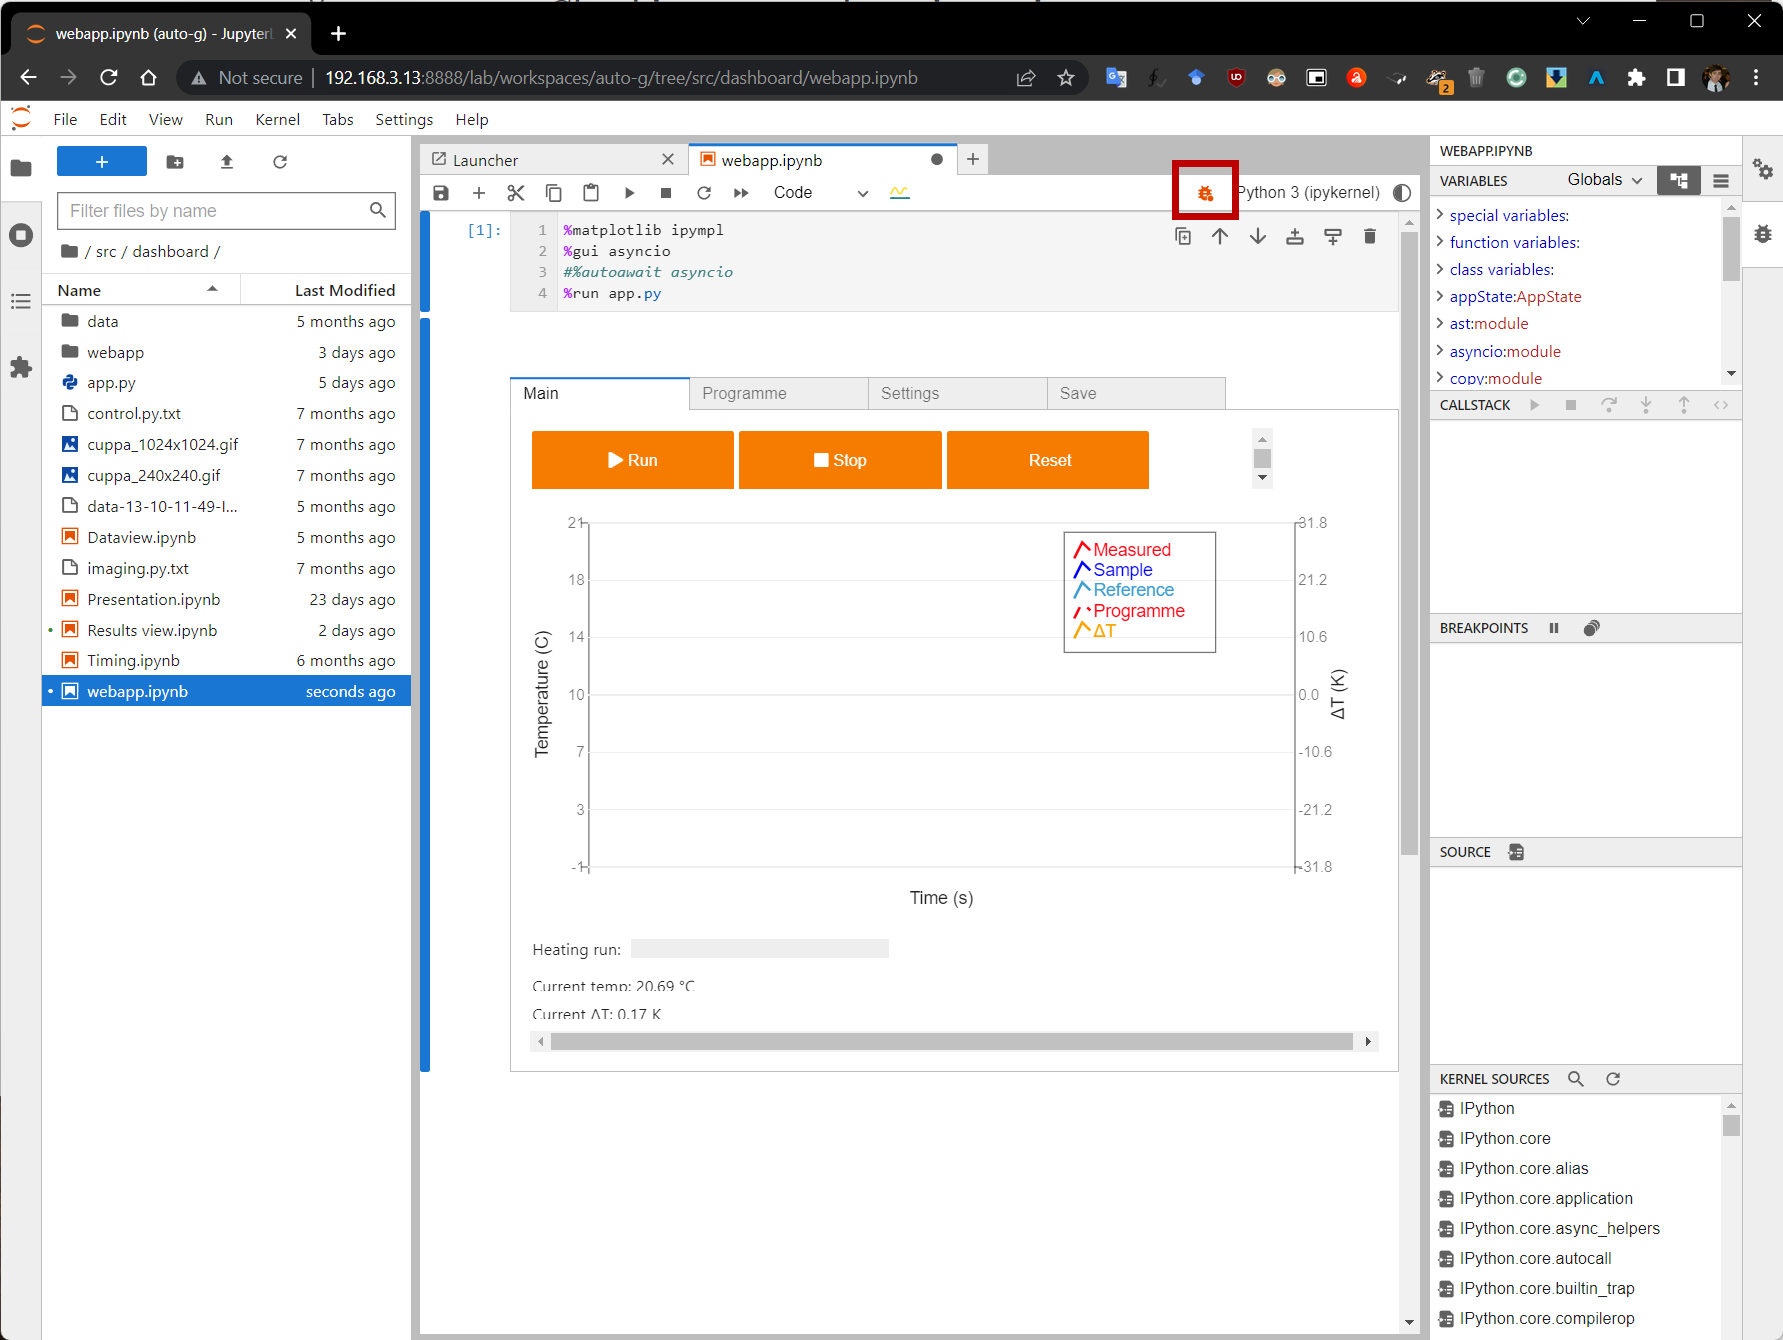 webapp.ipynb (auto-g) - JupyterL
Not secure 192.168.3.13:8888/lab/workspaces/auto-g/tree/src/dashboard/webapp.ipynb
2
File Edit View Run Kernel Tabs Settings Help
Filter files by name
/ src / dashboard /
Name Last Modified
data 5 months ago
webapp 3 days ago
app.py 5 days ago
control.py.txt 7 months ago
cuppa_1024x1024.gif 7 months ago
cuppa_240x240.gif 7 months ago
data-13-10-11-49-I... 5 months ago
Dataview.ipynb 5 months ago
imaging.py.txt 7 months ago
Presentation.ipynb 23 days ago
Results view.ipynb 2 days ago
Timing.ipynb 6 months ago
webapp.ipynb seconds ago
Launcher webapp.ipynb
Code Python 3 (ipykernel)
[1]: 1 %matplotlib ipympl
2 %gui asyncio
3 #%autoawait asyncio
4 %run app.py
Main Programme Settings Save
Run Stop Reset
21 31.8
18 21.2
14 10.6
10 0.0
7 -10.6
3 -21.2
-1 -31.8
Measured
Sample
Reference
Programme
ΔT
Temperature (C)
ΔT (K)
Time (s)
Heating run:
Current temp: 20.69 °C
Current ΔT: 0.17 K
WEBAPP.IPYNB
VARIABLES Globals
special variables:
function variables:
class variables:
appState:AppState
ast:module
asyncio:module
copy:module
CALLSTACK
BREAKPOINTS
SOURCE
KERNEL SOURCES
IPython
IPython.core
IPython.core.alias
IPython.core.application
IPython.core.async_helpers
IPython.core.autocall
IPython.core.builtin_trap
IPython.core.compilerop